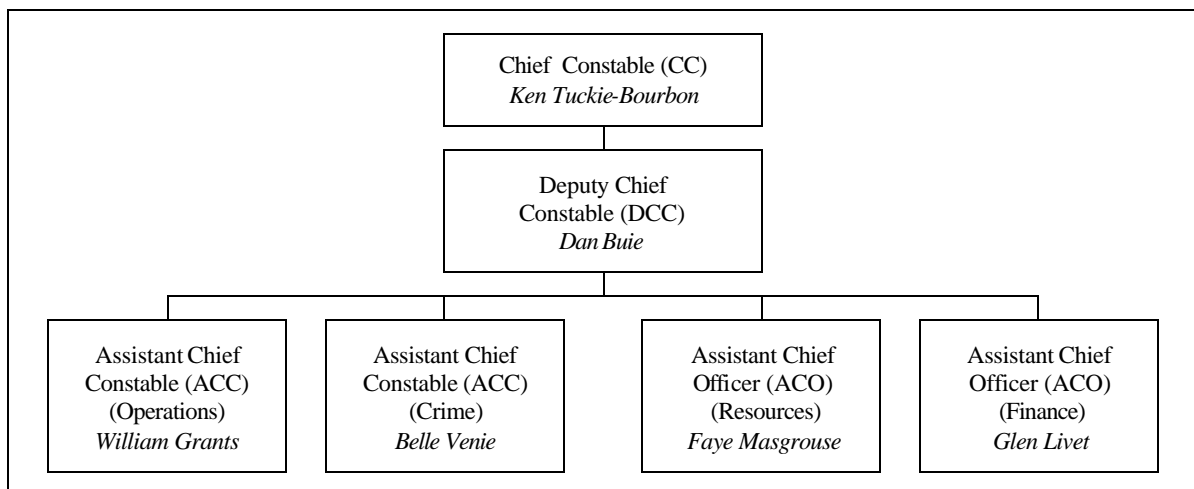 Chief Constable (CC)
Ken Tuckie-Bourbon
Deputy Chief
Constable (DCC)
Dan Buie
Assistant Chief
Constable (ACC)
(Operations)
William Grants
Assistant Chief
Constable (ACC)
(Crime)
Belle Venie
Assistant Chief
Officer (ACO)
(Resources)
Faye Masgrouse
Assistant Chief
Officer (ACO)
(Finance)
Glen Livet